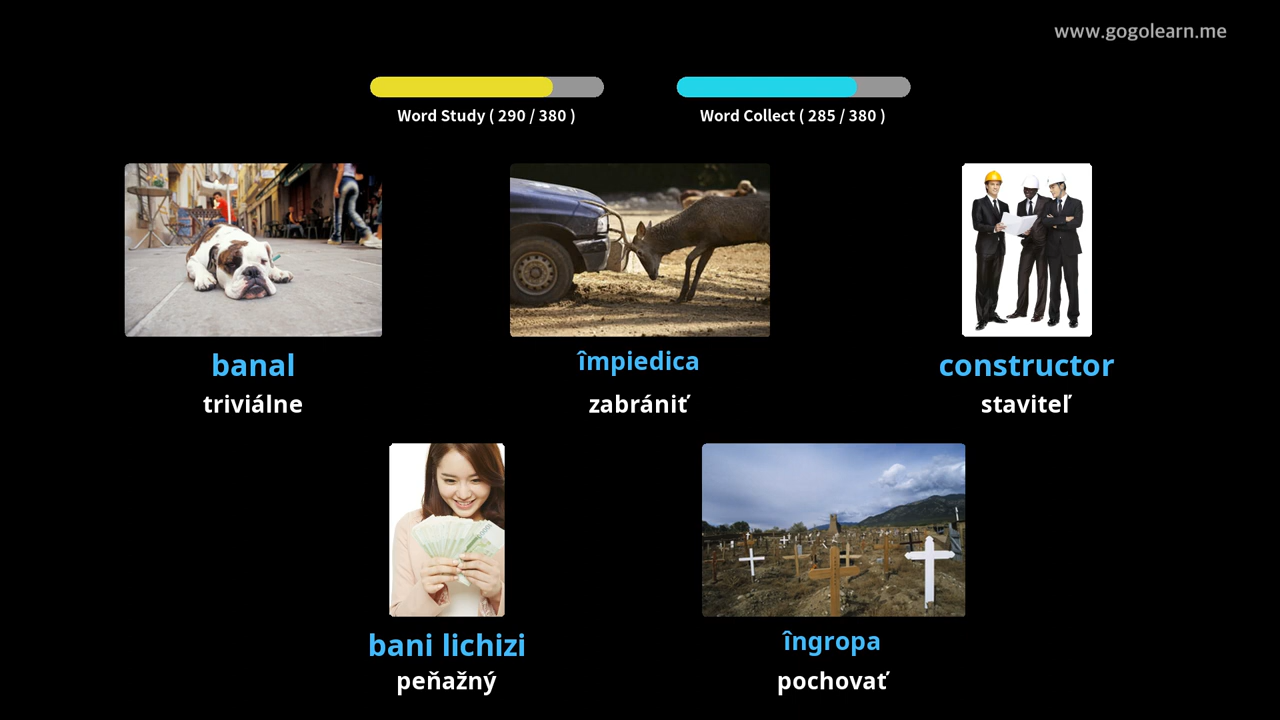 www.gogolearn.me
Word Study ( 290 / 380 )
Word Collect ( 285 / 380 )
banal
triviálne
împiedica
zabrániť
constructor
staviteľ
bani lichizi
peňažný
îngropa
pochovať